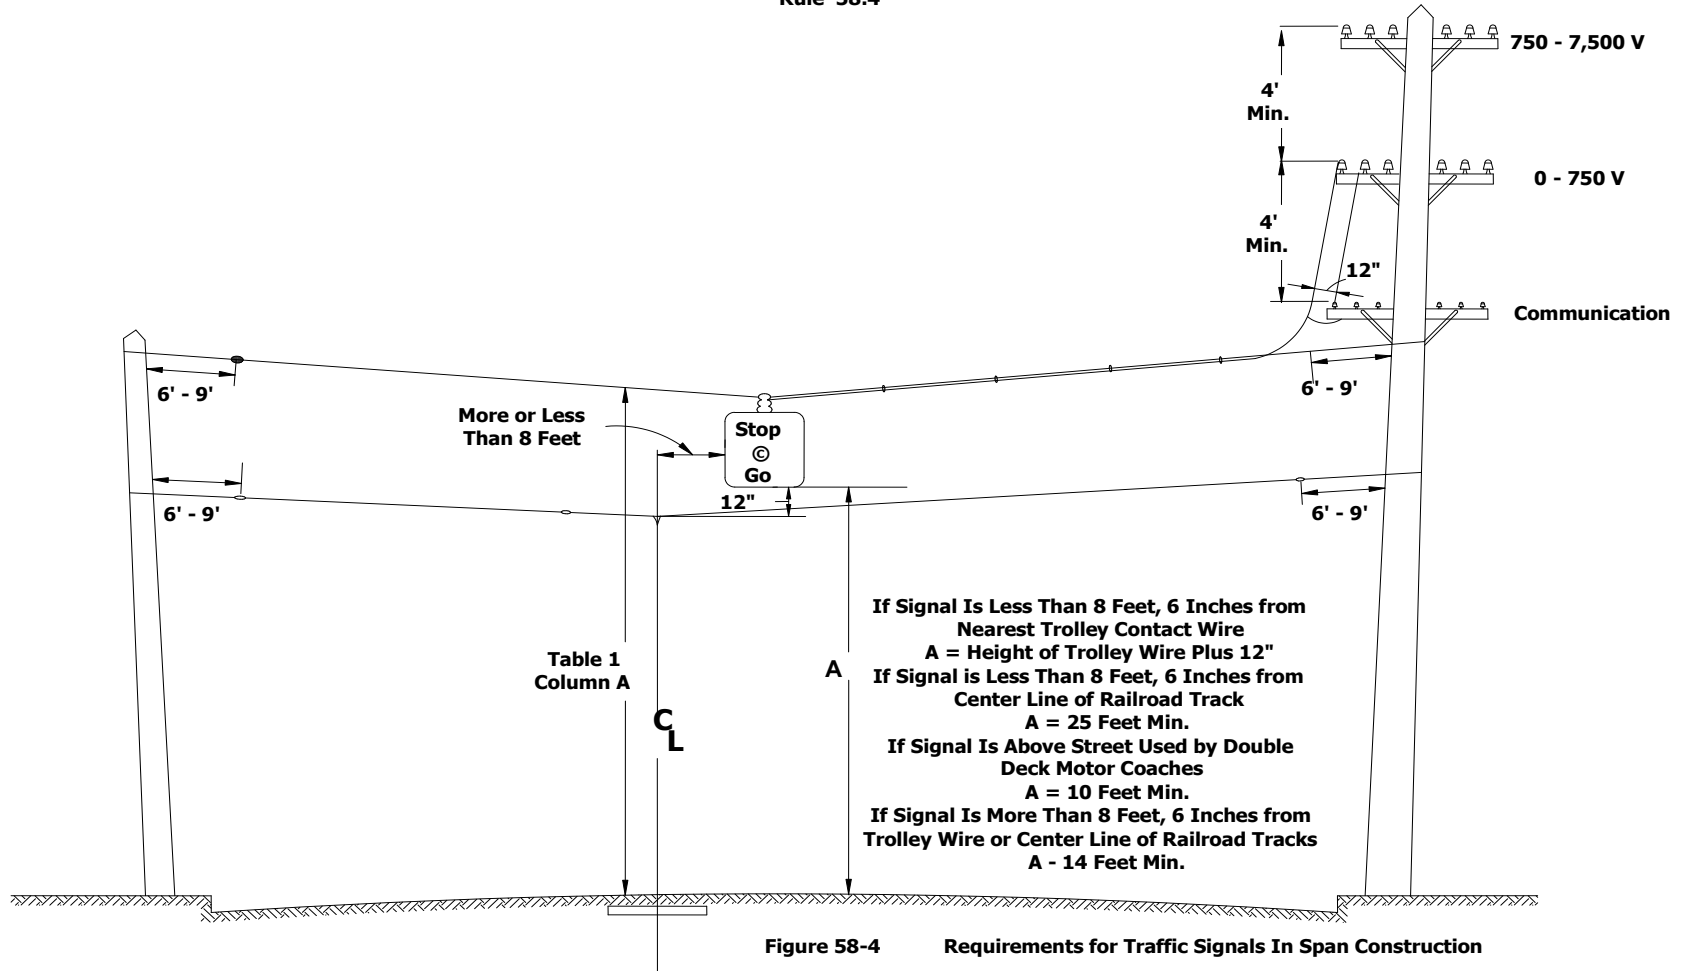 Rule 58.4
750 - 7,500 V
4'
Min.
0 - 750 V
4'
Min.
12"
Communication
6' - 9'
6' - 9'
More or Less
Than 8 Feet
Stop
©
Go
12"
6' - 9'
6' - 9'
Table 1
Column A
A
C
L
If Signal Is Less Than 8 Feet, 6 Inches from
Nearest Trolley Contact Wire
A = Height of Trolley Wire Plus 12"
If Signal is Less Than 8 Feet, 6 Inches from
Center Line of Railroad Track
A = 25 Feet Min.
If Signal Is Above Street Used by Double
Deck Motor Coaches
A = 10 Feet Min.
If Signal Is More Than 8 Feet, 6 Inches from
Trolley Wire or Center Line of Railroad Tracks
A - 14 Feet Min.
Figure 58-4 Requirements for Traffic Signals In Span Construction